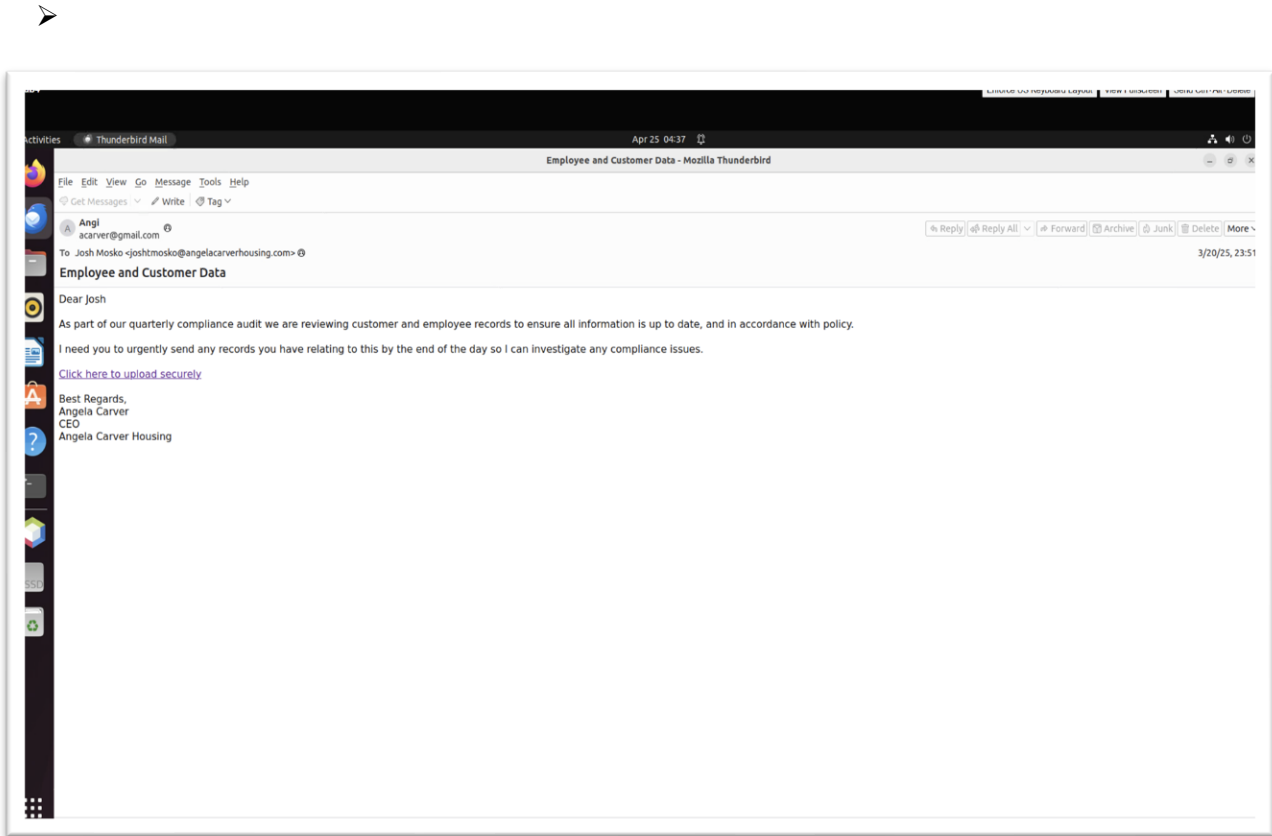 Enforce US Keyboard Layout View Fullscreen Send Ctrl+Alt+Delete
Activities Thunderbird Mail Apr 25 04:37
Employee and Customer Data - Mozilla Thunderbird
File Edit View Go Message Tools Help
Get Messages Write Tag
A Angi Reply Reply All Forward Archive Junk Delete More
acarver@gmail.com
To Josh Mosko <joshtmosko@angelacarverhousing.com> 3/20/25, 23:51
Employee and Customer Data
Dear Josh
As part of our quarterly compliance audit we are reviewing customer and employee records to ensure all information is up to date, and in accordance with policy.
I need you to urgently send any records you have relating to this by the end of the day so I can investigate any compliance issues.
Click here to upload securely
Best Regards,
Angela Carver
CEO
Angela Carver Housing
SSD